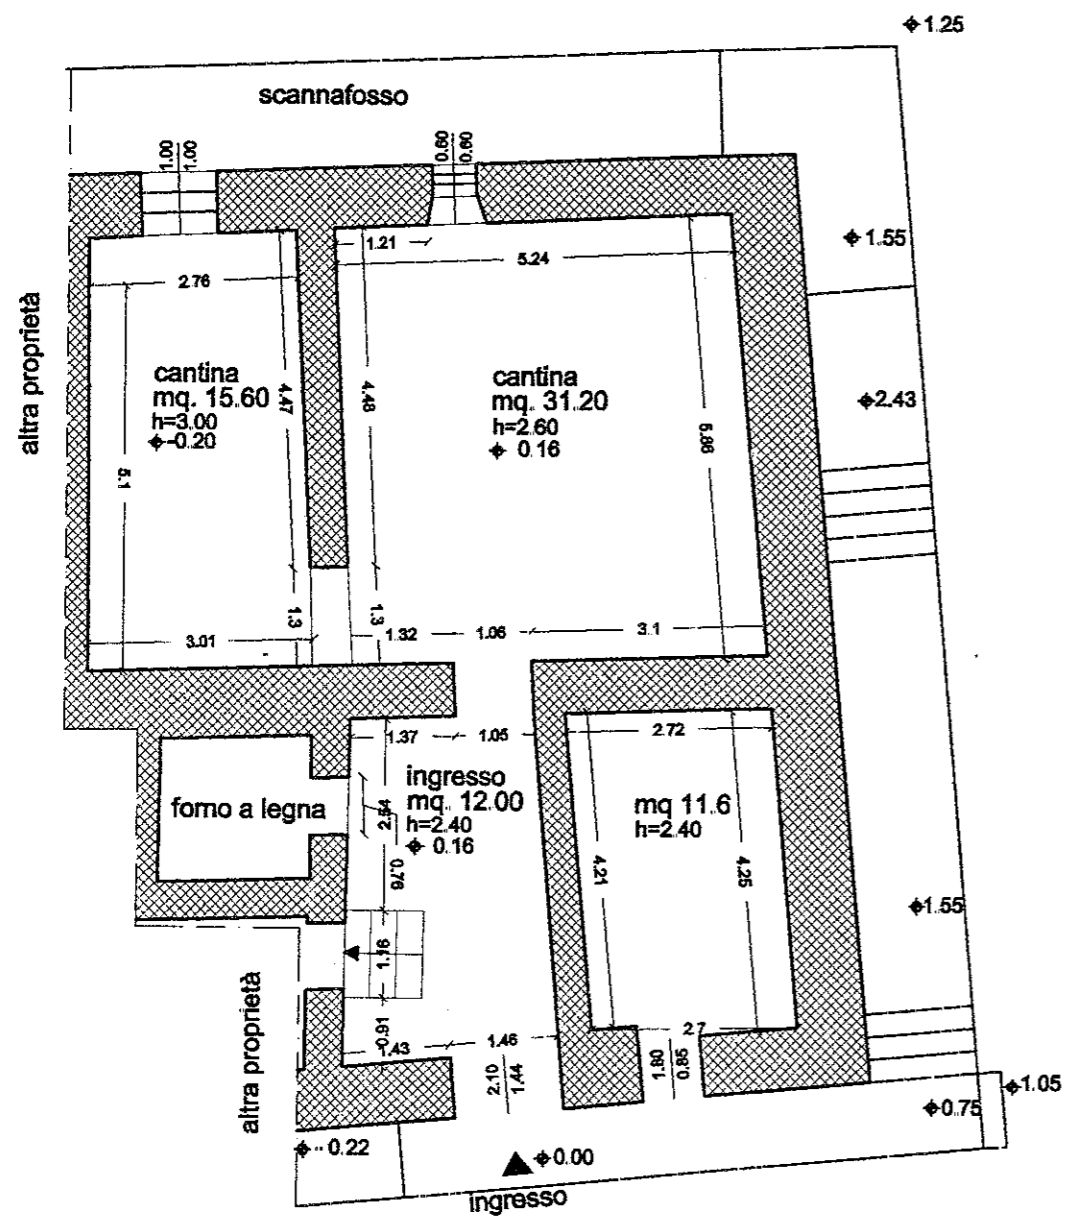 1.25
scannafosso
1.00
1.00
0.60
0.60
1.21
5.24
1.55
2.76
altra proprietà
cantina
mq. 15.60
h=3.00
-0.20
4.47
4.48
cantina
mq. 31.20
h=2.60
0.16
2.43
5.86
5.1
1.3
1.3
3.01
1.32
1.06
3.1
1.37
1.05
2.72
ingresso
mq. 12.00
h=2.40
0.16
forno a legna
2.54
0.76
mq 11.6
h=2.40
4.21
4.25
1.55
1.16
altra proprietà
0.91
1.43
1.46
2.7
2.10
1.44
1.80
0.85
1.05
0.75
- 0.22
0.00
ingresso